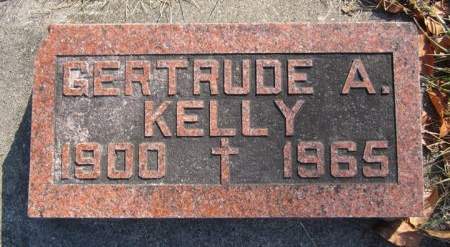 GERTRUDE A.
KELLY
1900 ✝ 1965